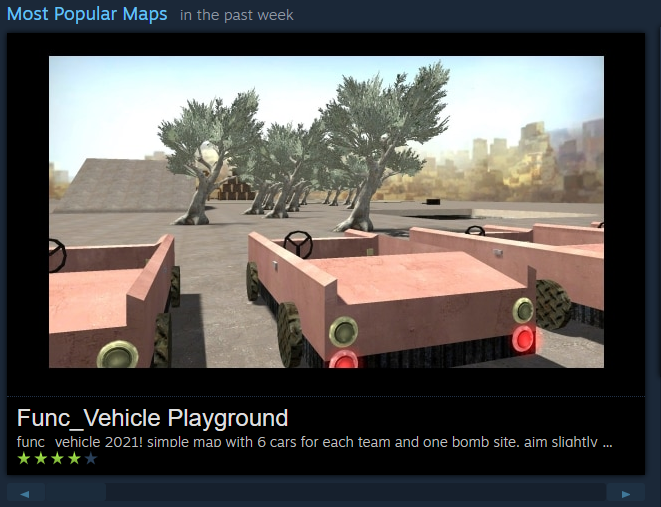 Most Popular Maps in the past week
Func_Vehicle Playground
func_vehicle 2021! simple map with 6 cars for each team and one bomb site. aim slightly ...